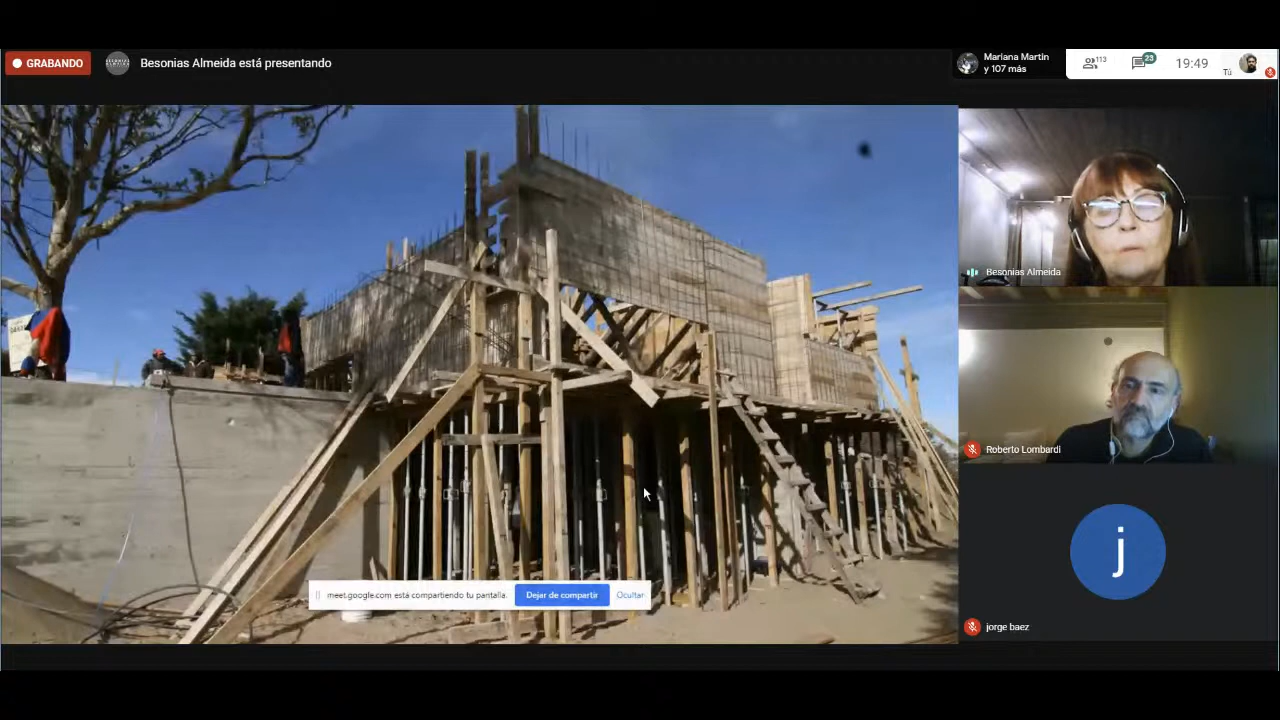 GRABANDO
Besonias Almeida está presentando
Mariana Martin
y 107 más
113
23
19:49
Tú
Besonias Almeida
Roberto Lombardi
j
jorge baez
meet.google.com está compartiendo tu pantalla.
Dejar de compartir
Ocultar